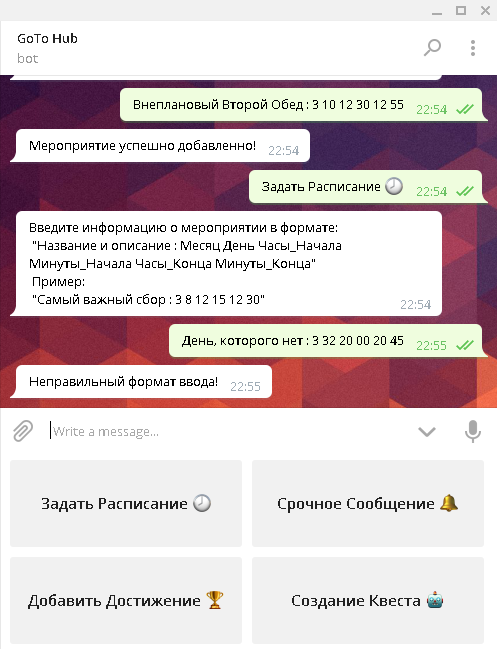 GoTo Hub
bot
Внеплановый Второй Обед : 3 10 12 30 12 55 22:54
Мероприятие успешно добавленно! 22:54
Задать Расписание 🕗 22:54
Введите информацию о мероприятии в формате:
"Название и описание : Месяц День Часы_Начала
Минуты_Начала Часы_Конца Минуты_Конца"
Пример:
"Самый важный сбор : 3 8 12 15 12 30"
22:54
День, которого нет : 3 32 20 00 20 45 22:55
Неправильный формат ввода! 22:55
Write a message...
Задать Расписание 🕗
Срочное Сообщение 🔔
Добавить Достижение 🏆
Создание Квеста 🤖